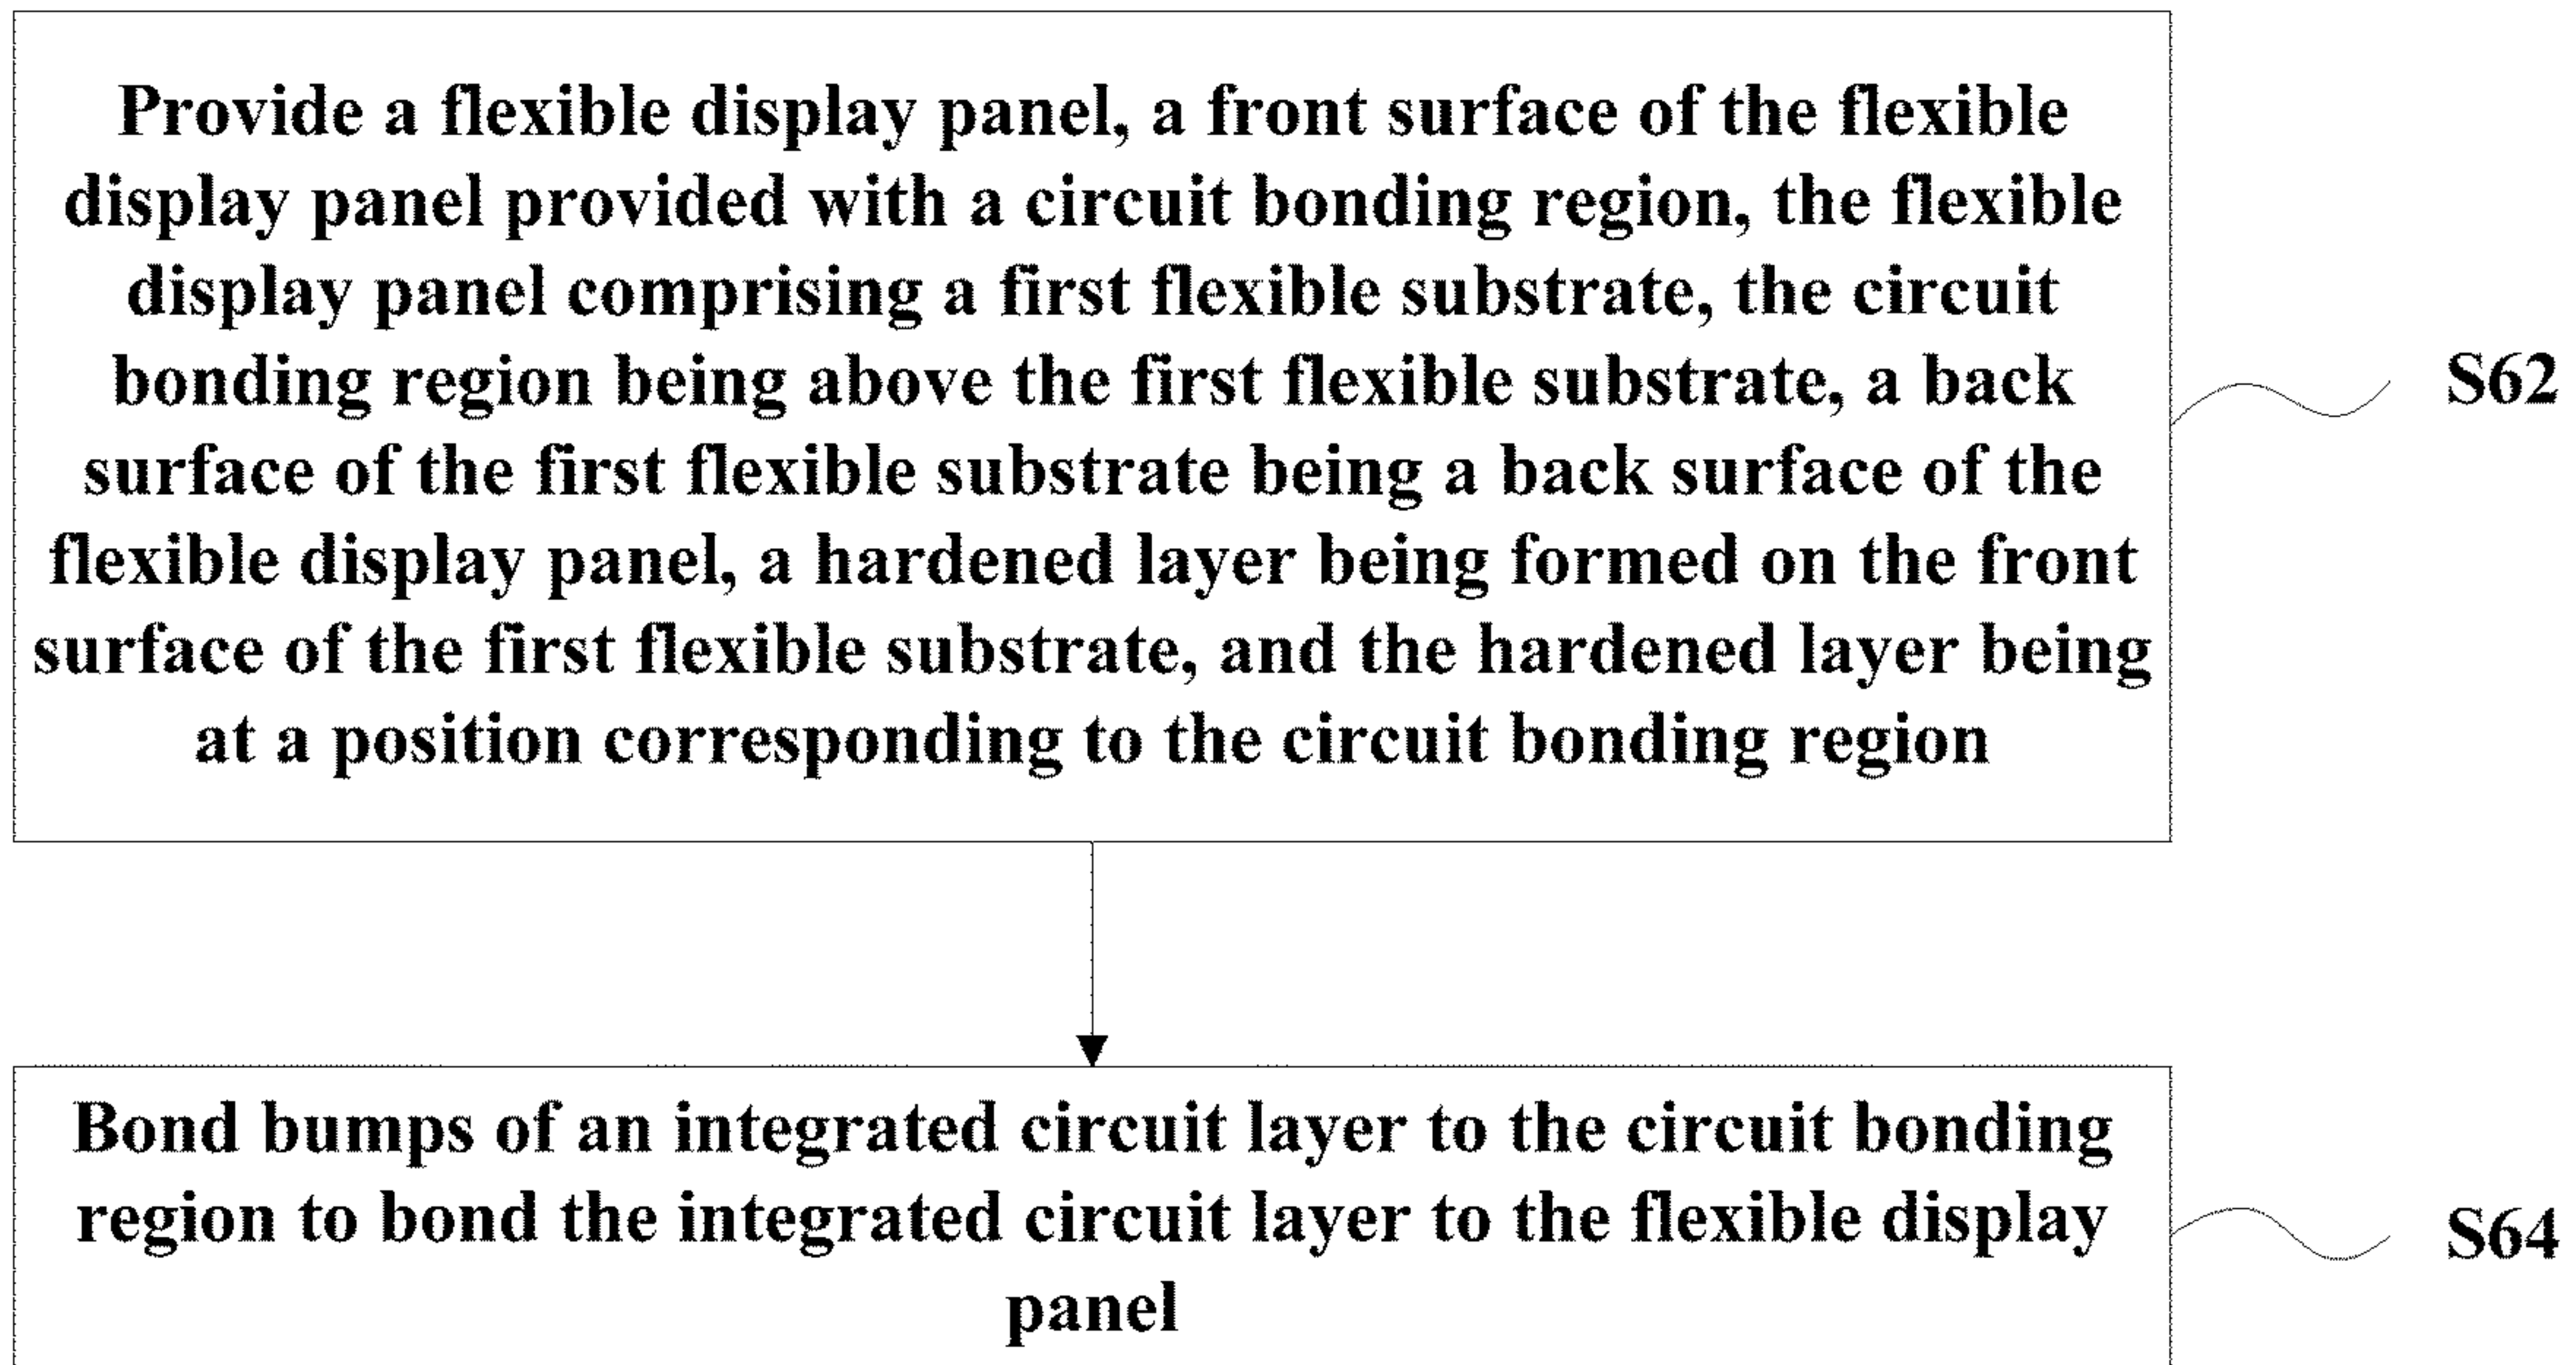 Provide a flexible display panel, a front surface of the flexible
display panel provided with a circuit bonding region, the flexible
display panel comprising a first flexible substrate, the circuit
bonding region being above the first flexible substrate, a back
surface of the first flexible substrate being a back surface of the
flexible display panel, a hardened layer being formed on the front
surface of the first flexible substrate, and the hardened layer being
at a position corresponding to the circuit bonding region
S62
Bond bumps of an integrated circuit layer to the circuit bonding
region to bond the integrated circuit layer to the flexible display
panel
S64